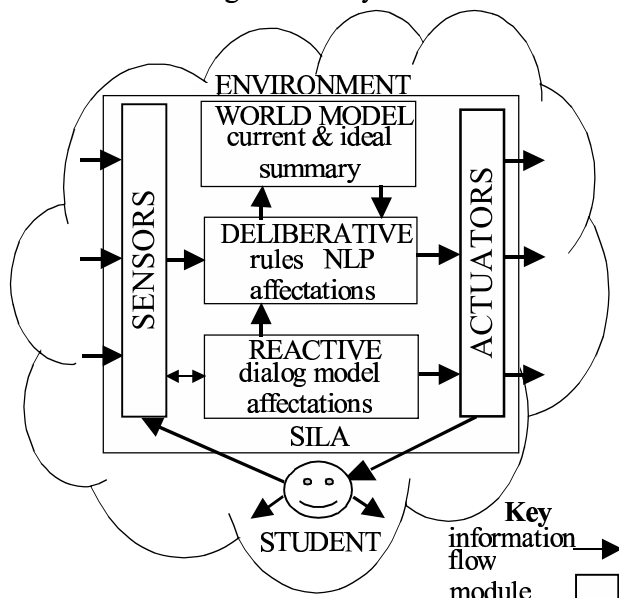 ENVIRONMENT
WORLD MODEL
current & ideal
summary
SENSORS
DELIBERATIVE
rules NLP
affectations
ACTUATORS
REACTIVE
dialog model
affectations
SILA
STUDENT
Key
information
flow
module